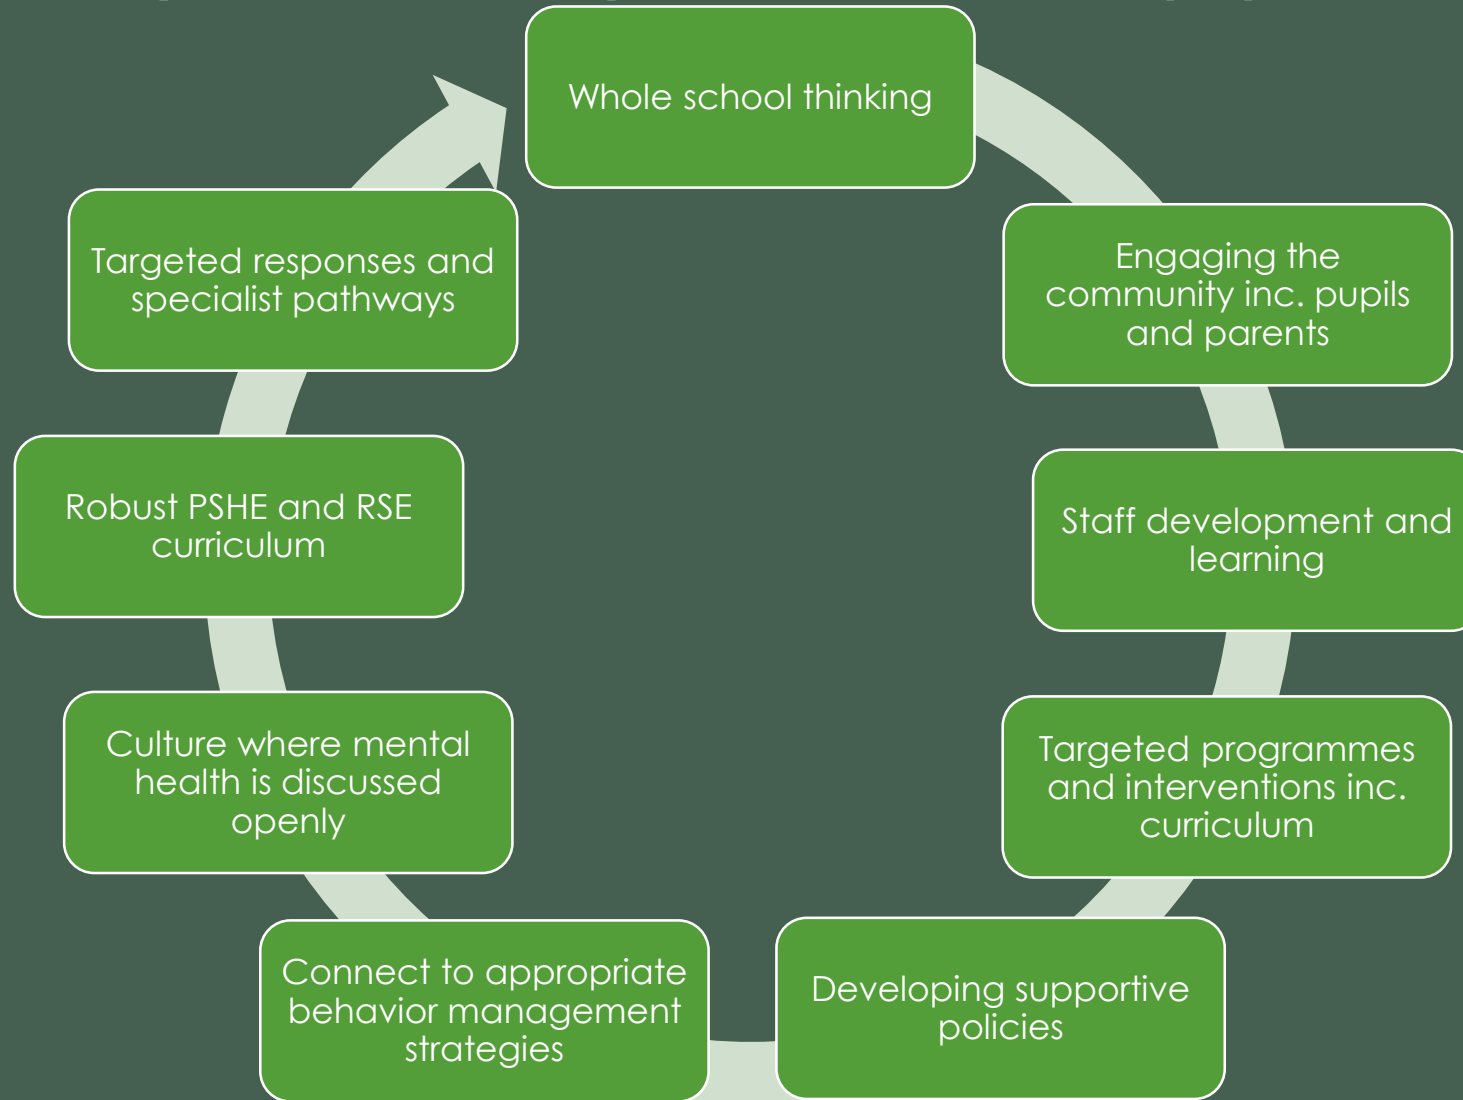 Whole school thinking
Engaging the
community inc. pupils
and parents
Staff development and
learning
Targeted programmes
and interventions inc.
curriculum
Developing supportive
policies
Connect to appropriate
behavior management
strategies
Culture where mental
health is discussed
openly
Robust PSHE and RSE
curriculum
Targeted responses and
specialist pathways